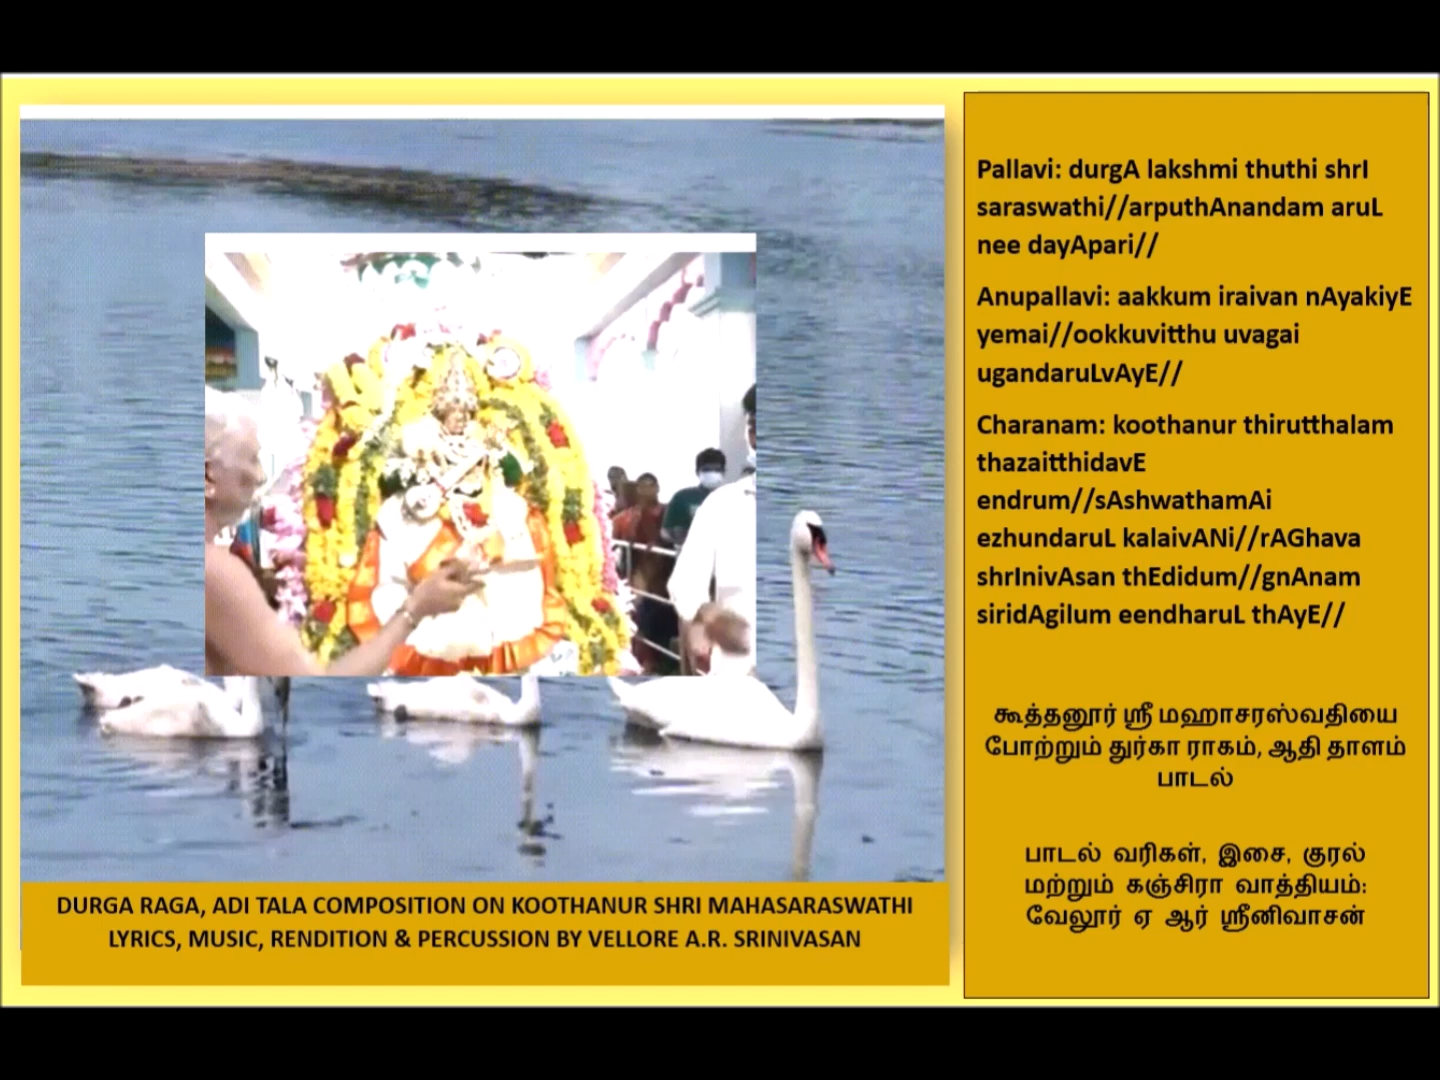 Pallavi: durgA lakshmi thuthi shrI
saraswathi//arputhAnandam aruL
nee dayApari//
Anupallavi: aakkum iraivan nAyakiyE
yemai//ookkuvitthu uvagai
ugandaruLvAyE//
Charanam: koothanur thirutthalam
thazaitthidavE
endrum//sAshwathamAi
ezhundaruL kalaivANi//rAGhava
shrInivAsan thEdidum//gnAnam
siridAgilum eendharuL thAyE//
கூத்தனூர் ஸ்ரீ மஹாசரஸ்வதியை
போற்றும் துர்கா ராகம், ஆதி தாளம்
பாடல்
பாடல் வரிகள், இசை, குரல்
மற்றும் கஞ்சிரா வாத்தியம்:
வேலூர் ஏ ஆர் ஸ்ரீனிவாசன்
DURGA RAGA, ADI TALA COMPOSITION ON KOOTHANUR SHRI MAHASARASWATHI
LYRICS, MUSIC, RENDITION & PERCUSSION BY VELLORE A.R. SRINIVASAN